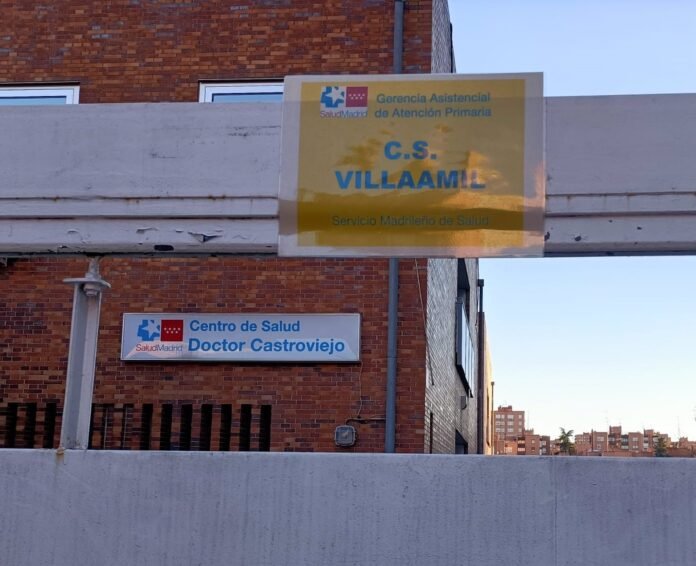 SaludMadrid
Gerencia Asistencial
de Atención Primaria
C.S.
VILLAAMIL
Servicio Madrileño de Salud
SaludMadrid
Centro de Salud
Doctor Castroviejo